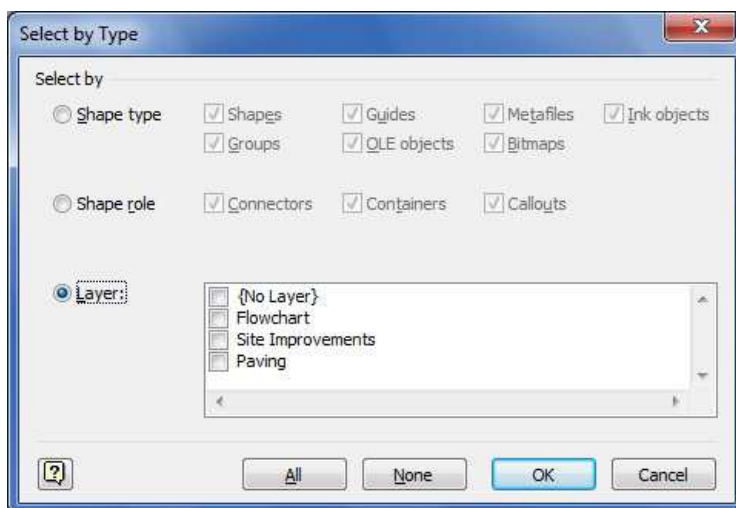 Select by Type
Select by
Shape type Shapes Guides Metafiles Ink objects
Groups OLE objects Bitmaps
Shape role Connectors Containers Callouts
Layer: {No Layer}
Flowchart
Site Improvements
Paving
? All None OK Cancel